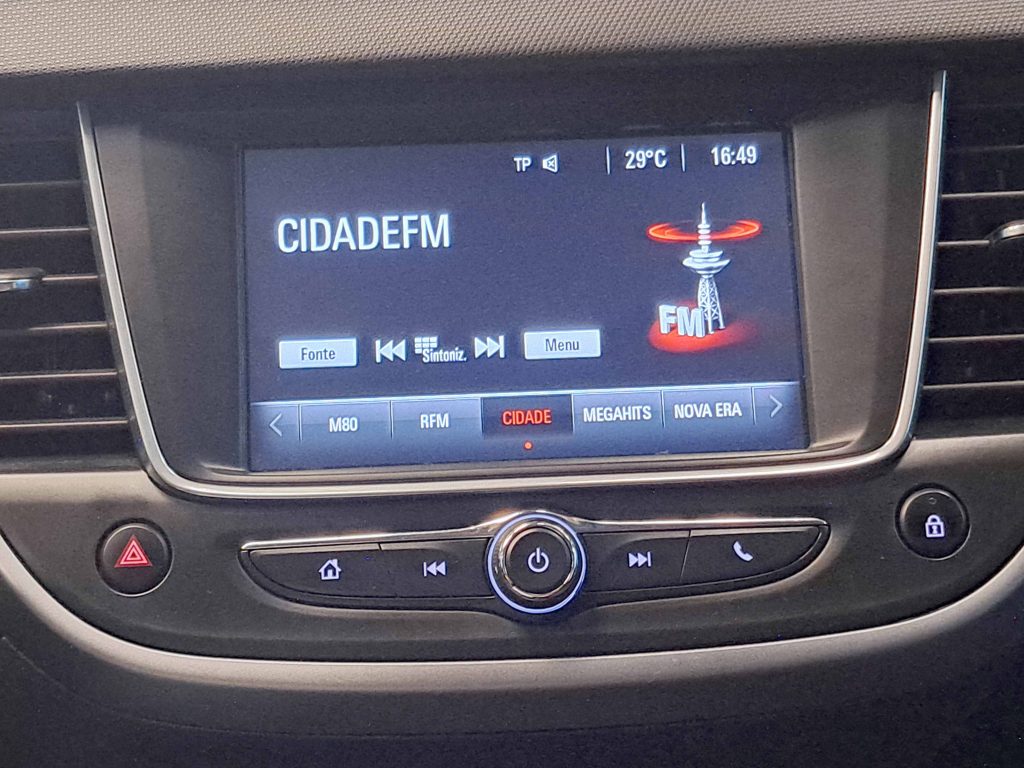 TP 29°C 16:49
CIDADEFM
FM
Fonte Sintoniz. Menu
M80 RFM CIDADE MEGAHITS NOVA ERA